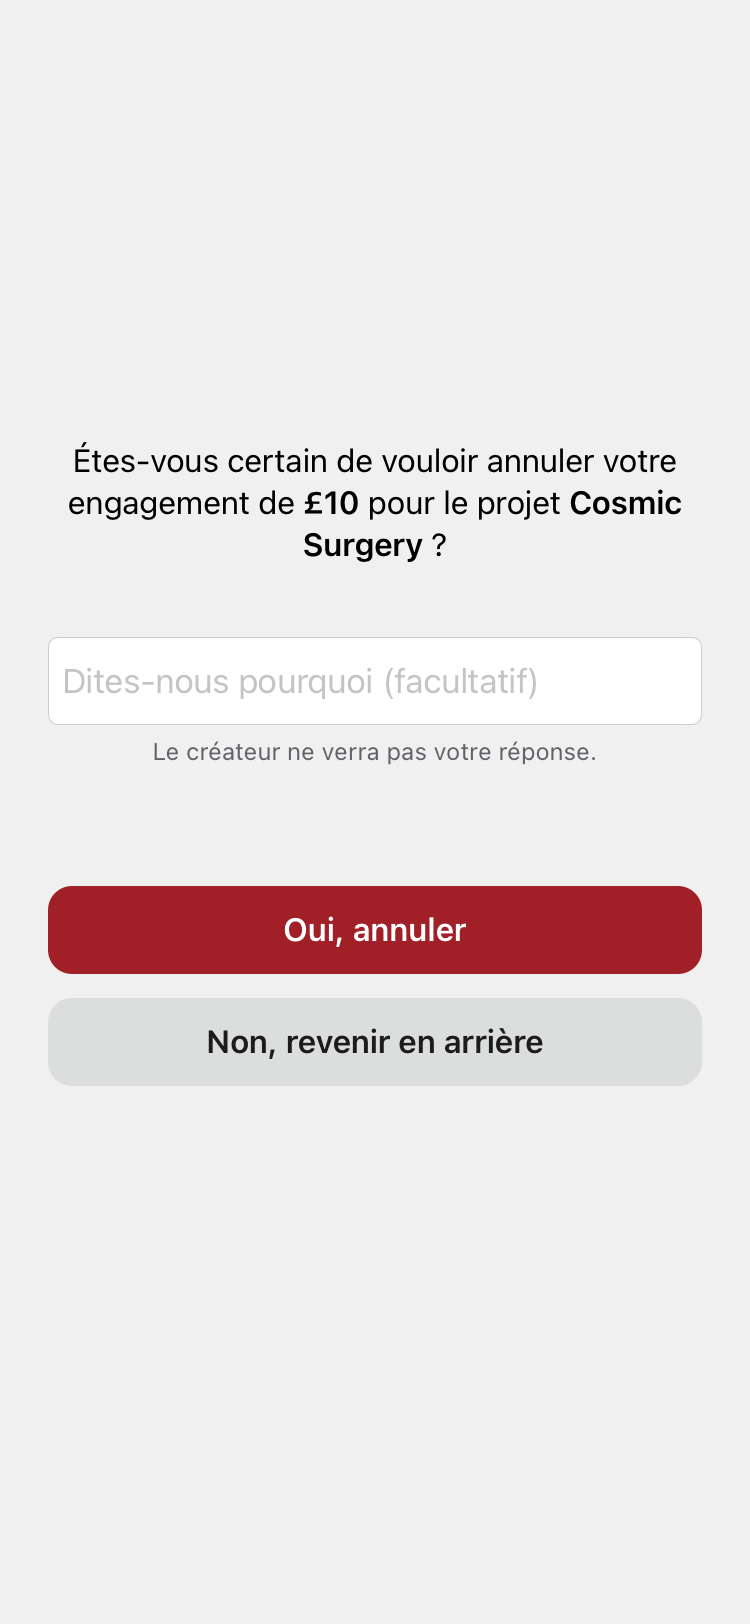 Êtes-vous certain de vouloir annuler votre
engagement de £10 pour le projet Cosmic
Surgery ?
Dites-nous pourquoi (facultatif)
Le créateur ne verra pas votre réponse.
Oui, annuler
Non, revenir en arrière